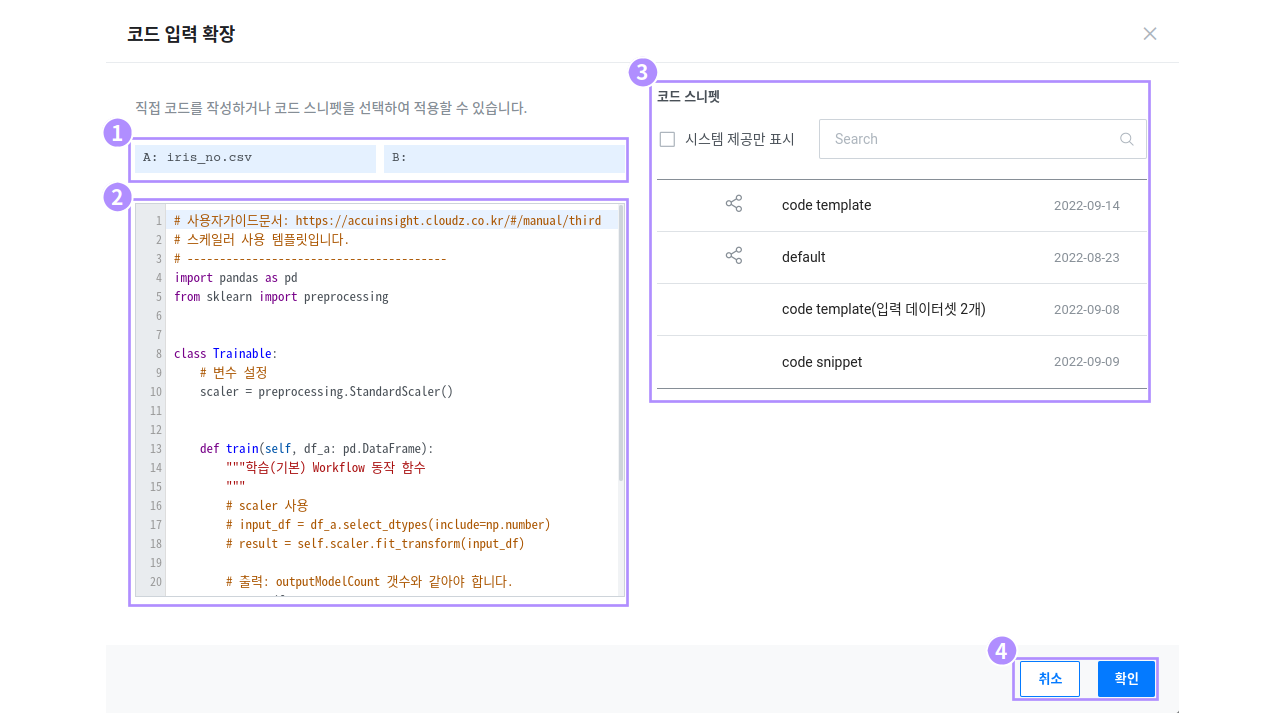 코드 입력 확장
직접 코드를 작성하거나 코드 스니펫을 선택하여 적용할 수 있습니다.
1
A: iris_no.csv
B:
2
1 # 사용자가이드문서: https://accuinsight.cloudz.co.kr/#/manual/third
2 # 스케일러 사용 템플릿입니다.
3 # ----------------------------------------
4 import pandas as pd
5 from sklearn import preprocessing
6
7
8 class Trainable:
9     # 변수 설정
10     scaler = preprocessing.StandardScaler()
11
12
13     def train(self, df_a: pd.DataFrame):
14         """학습(기본) Workflow 동작 함수
15         """
16         # scaler 사용
17         # input_df = df_a.select_dtypes(include=np.number)
18         # result = self.scaler.fit_transform(input_df)
19
20         # 출력: outputModelCount 갯수와 같아야 합니다.
3
코드 스니펫
시스템 제공만 표시
Search
code template 2022-09-14
default 2022-08-23
code template(입력 데이터셋 2개) 2022-09-08
code snippet 2022-09-09
4
취소
확인